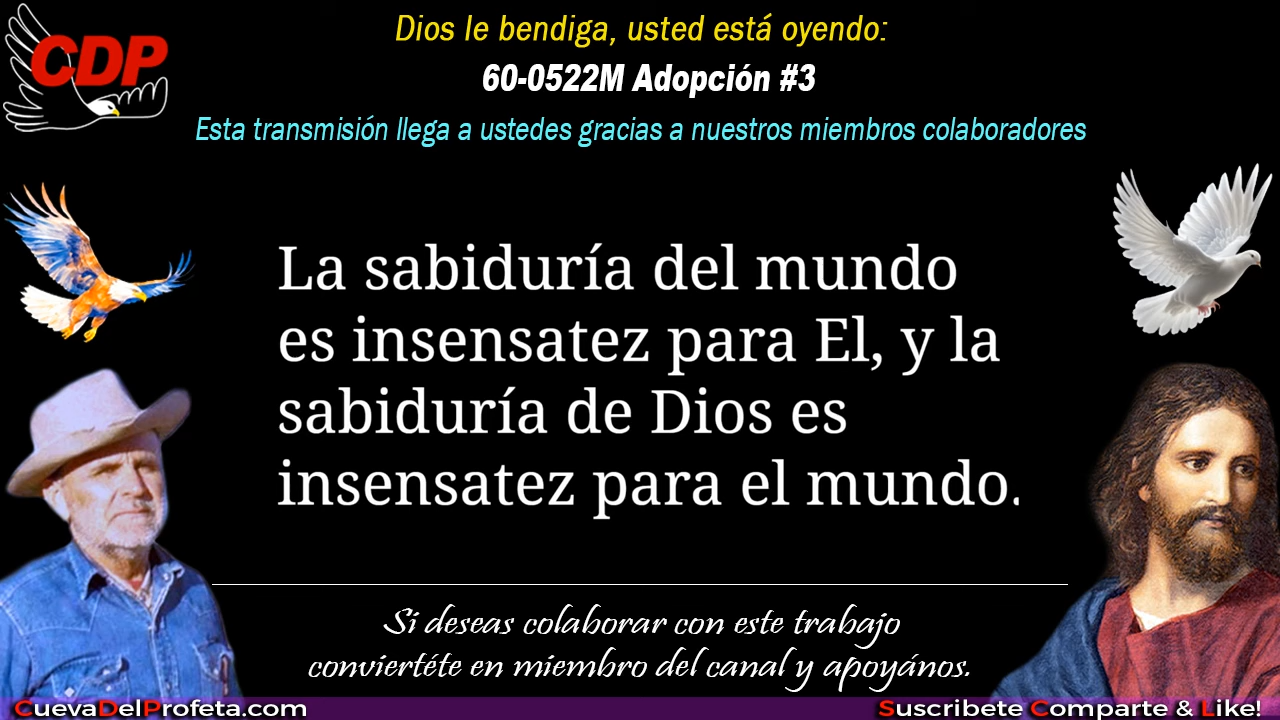 CDP
Dios le bendiga, usted está oyendo:
60-0522M Adopción #3
Esta transmisión llega a ustedes gracias a nuestros miembros colaboradores
La sabiduría del mundo
es insensatez para El, y la
sabiduría de Dios es
insensatez para el mundo.
Si deseas colaborar con este trabajo
conviertéte en miembro del canal y apoyános.
CuevaDelProfeta.com
Suscribete Comparte & Like!